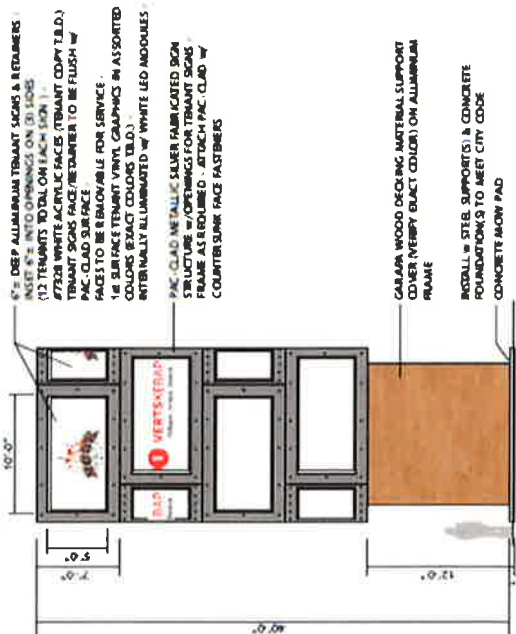 6"± DEEP ALUMINUM TENANT SIGNS & RETAINERS
INSET 6"± INTO OPENINGS ON (3) SIDES
(12 TENANTS TOTAL ON EACH SIGN)
#7328 WHITE ACRYLIC FACES (TENANT COPY T.B.D.)
TENANT SIGNS FACE/RETAINER TO BE FLUSH w/
PAC-CLAD SURFACE
FACES TO BE REMOVABLE FOR SERVICE
1st SURFACE TENANT VINYL GRAPHICS IN ASSORTED
COLORS (EXACT COLORS T.B.D.)
INTERNALLY ILLUMINATED w/ WHITE LED MODULES
PAC-CLAD METALLIC SILVER FABRICATED SIGN
STRUCTURE w/OPENINGS FOR TENANT SIGNS
FRAME AS REQUIRED - ATTACH PAC-CLAD w/
COUNTERSUNK FACE FASTENERS
GARAPA WOOD DECKING MATERIAL SUPPORT
COVER (VERIFY EXACT COLOR) ON ALUMINUM
FRAME
INSTALL w/ STEEL SUPPORT(S) & CONCRETE
FOUNDATION(S) TO MEET CITY CODE
CONCRETE MOW PAD
10'-0"
5'-0"
7'-0"
40'-0"
12'-0"
VERTSKEBAP
BAP